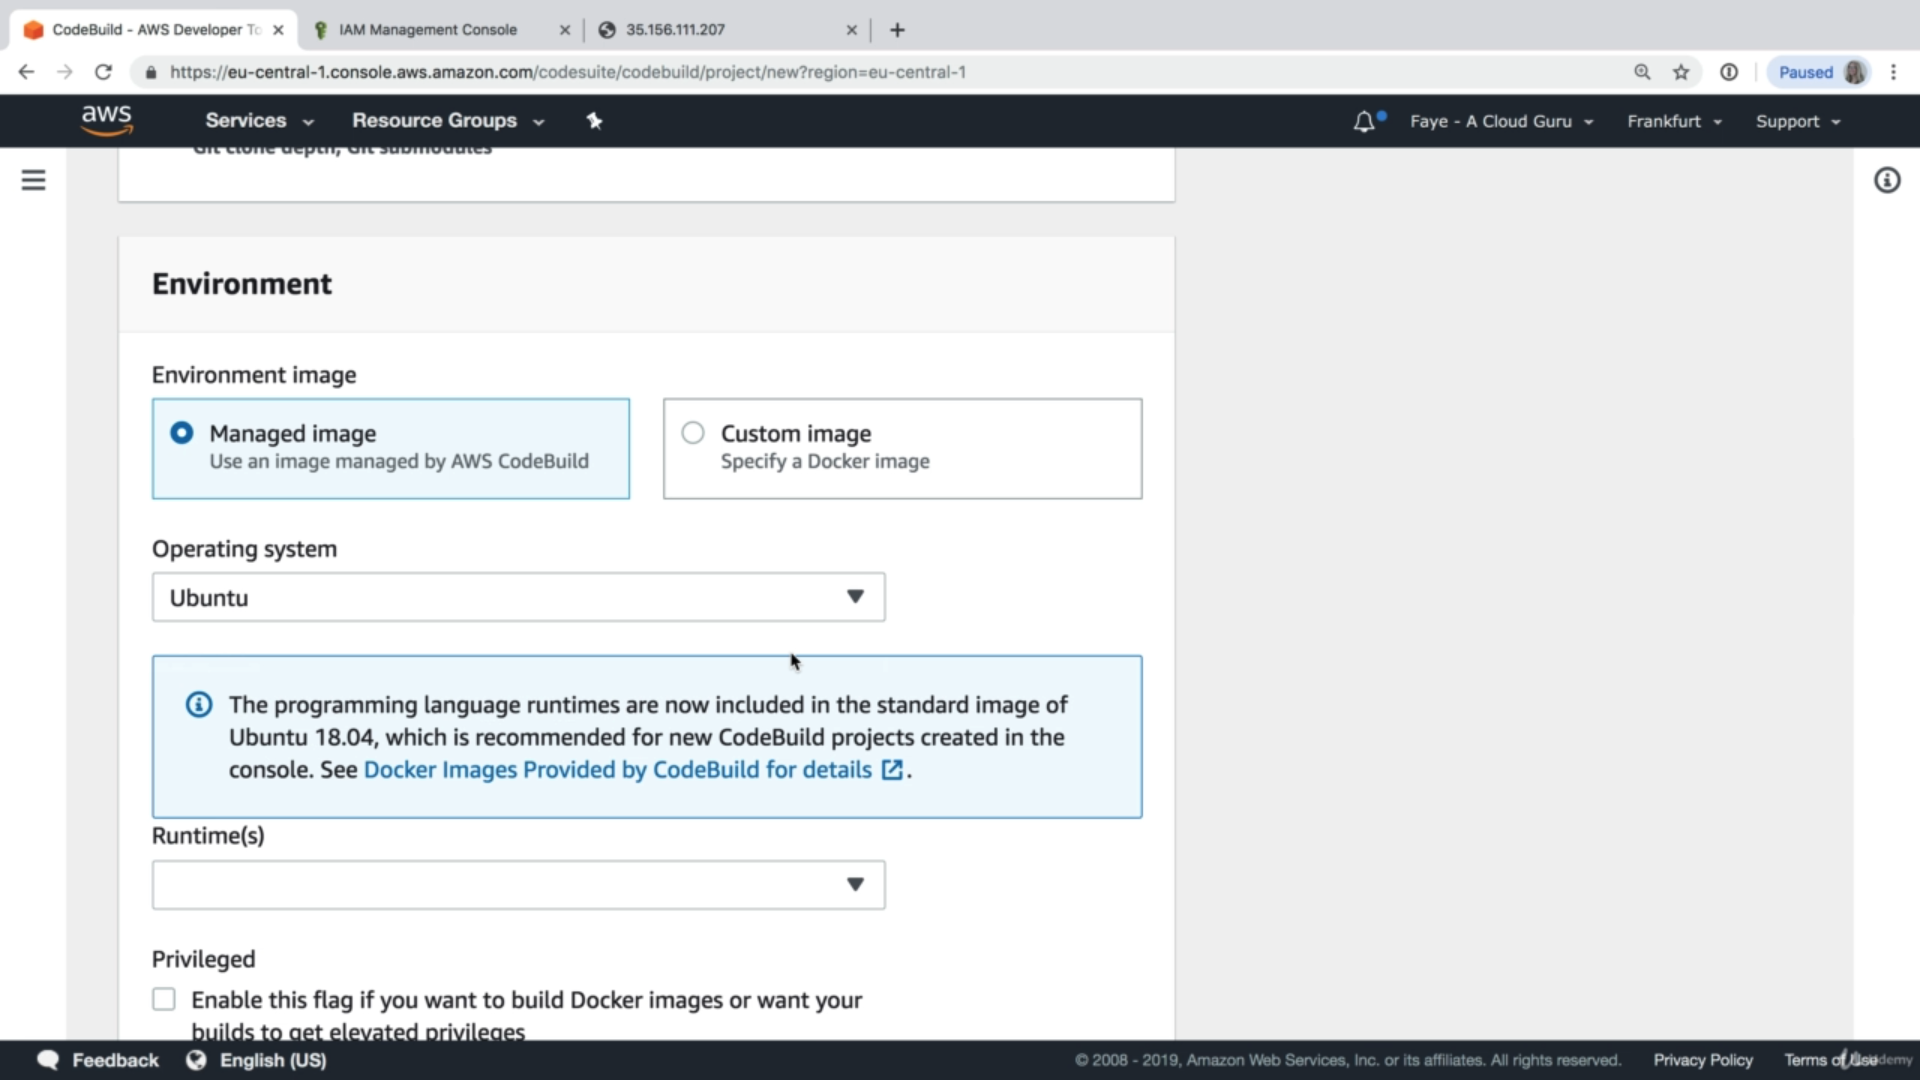 CodeBuild - AWS Developer To
IAM Management Console
35.156.111.207
https://eu-central-1.console.aws.amazon.com/codesuite/codebuild/project/new?region=eu-central-1
Paused
aws
Services
Resource Groups
Faye - A Cloud Guru
Frankfurt
Support
Git clone depth, Git submodules
Environment
Environment image
Managed image
Use an image managed by AWS CodeBuild
Custom image
Specify a Docker image
Operating system
Ubuntu
The programming language runtimes are now included in the standard image of
Ubuntu 18.04, which is recommended for new CodeBuild projects created in the
console. See Docker Images Provided by CodeBuild for details .
Runtime(s)
Privileged
Enable this flag if you want to build Docker images or want your
builds to get elevated privileges
Feedback
English (US)
© 2008 - 2019, Amazon Web Services, Inc. or its affiliates. All rights reserved.
Privacy Policy
Terms of Use